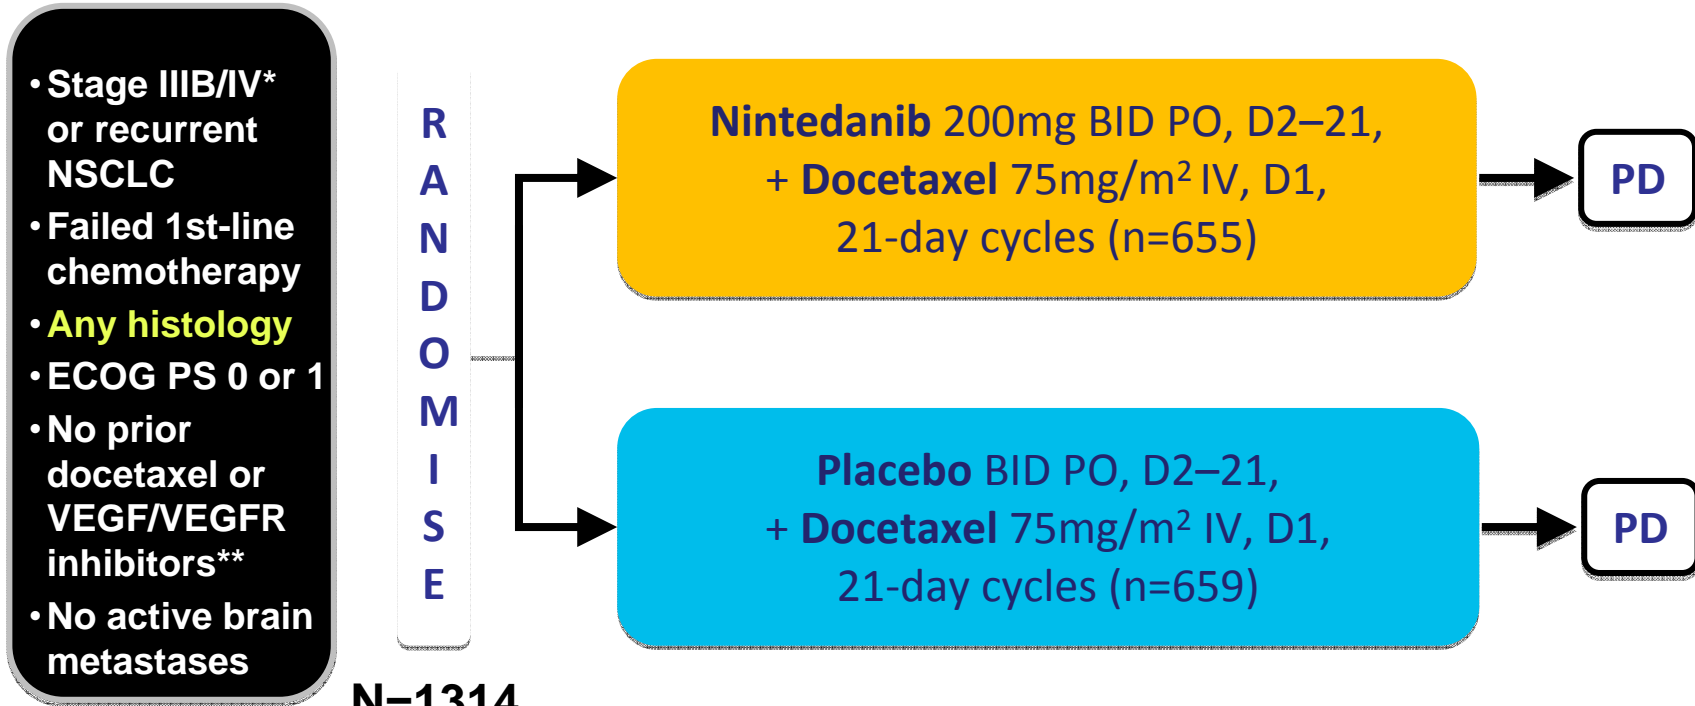 • Stage IIIB/IV*
or recurrent
NSCLC
• Failed 1st-line
chemotherapy
• Any histology
• ECOG PS 0 or 1
• No prior
docetaxel or
VEGF/VEGFR
inhibitors**
• No active brain
metastases
R
A
N
D
O
M
I
S
E
N=1314
Nintedanib 200mg BID PO, D2–21,
+ Docetaxel 75mg/m² IV, D1,
21-day cycles (n=655)
PD
Placebo BID PO, D2–21,
+ Docetaxel 75mg/m² IV, D1,
21-day cycles (n=659)
PD